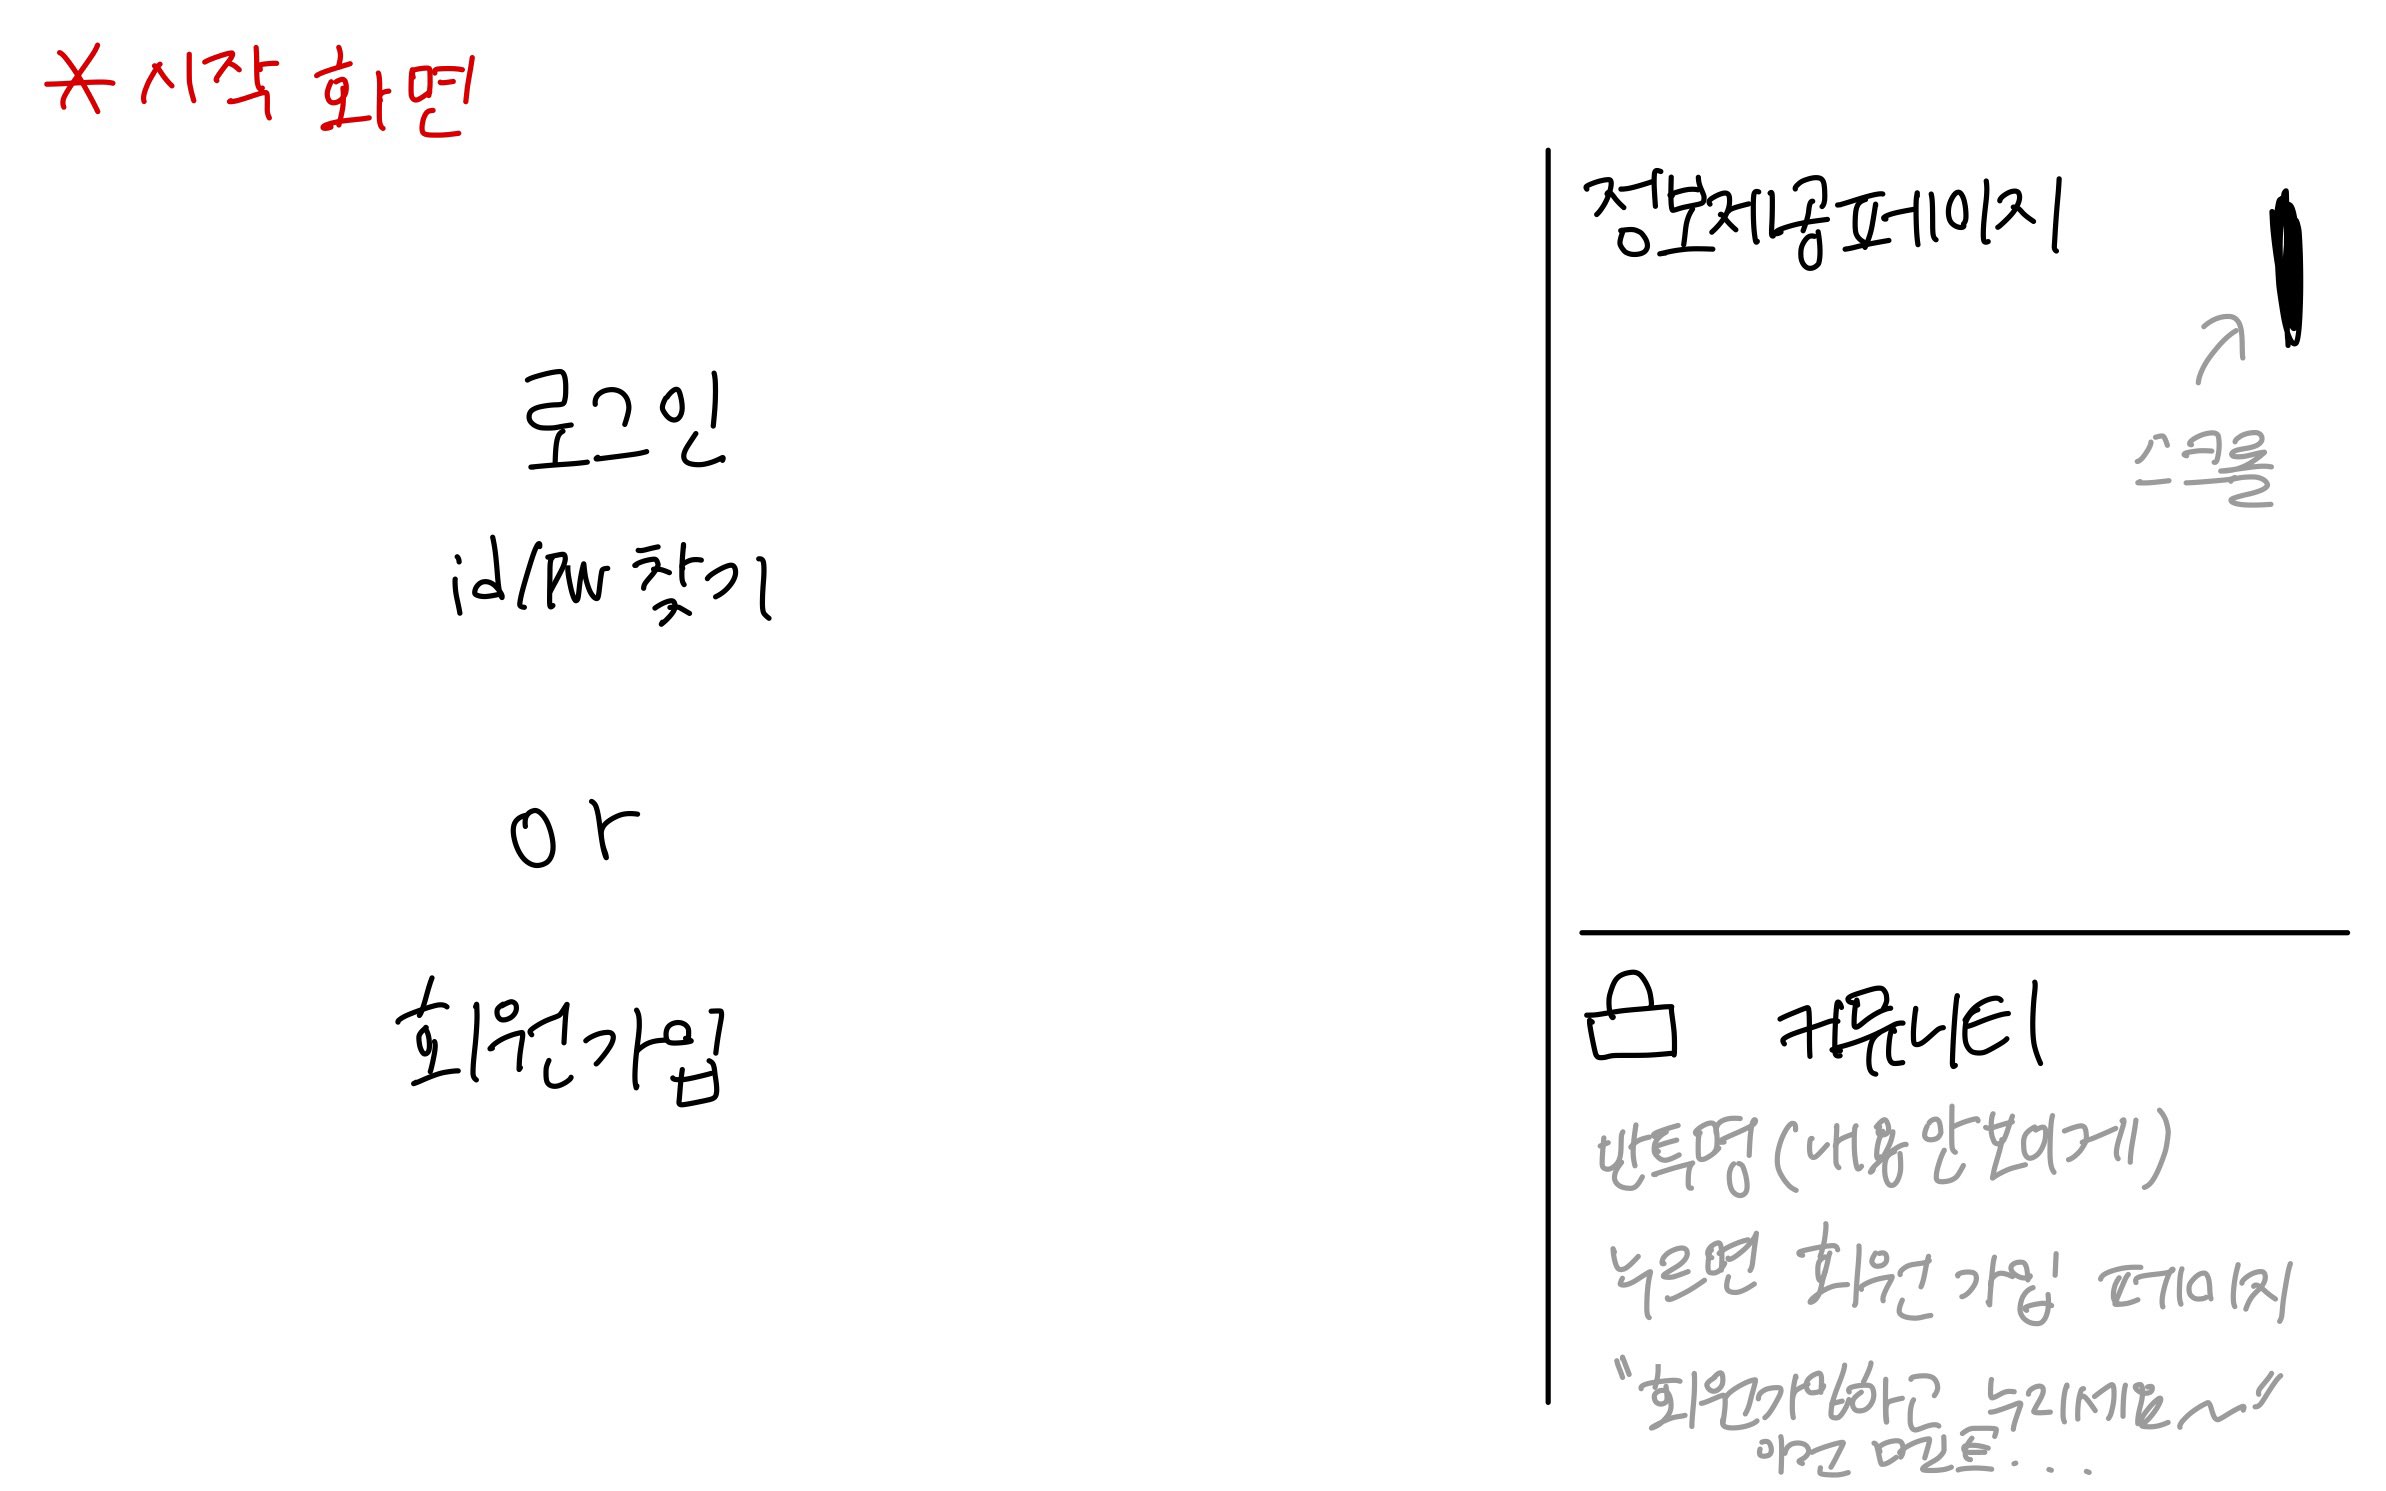 * 시작 화면
로그인
id/PW 찾기
or
회원가입
정보제공페이지
스크롤
커뮤니티
반투명 (내용 안보이게)
누르면 회원가입 페이지
"회원가입하고 누리세요~"
이런 멘트...